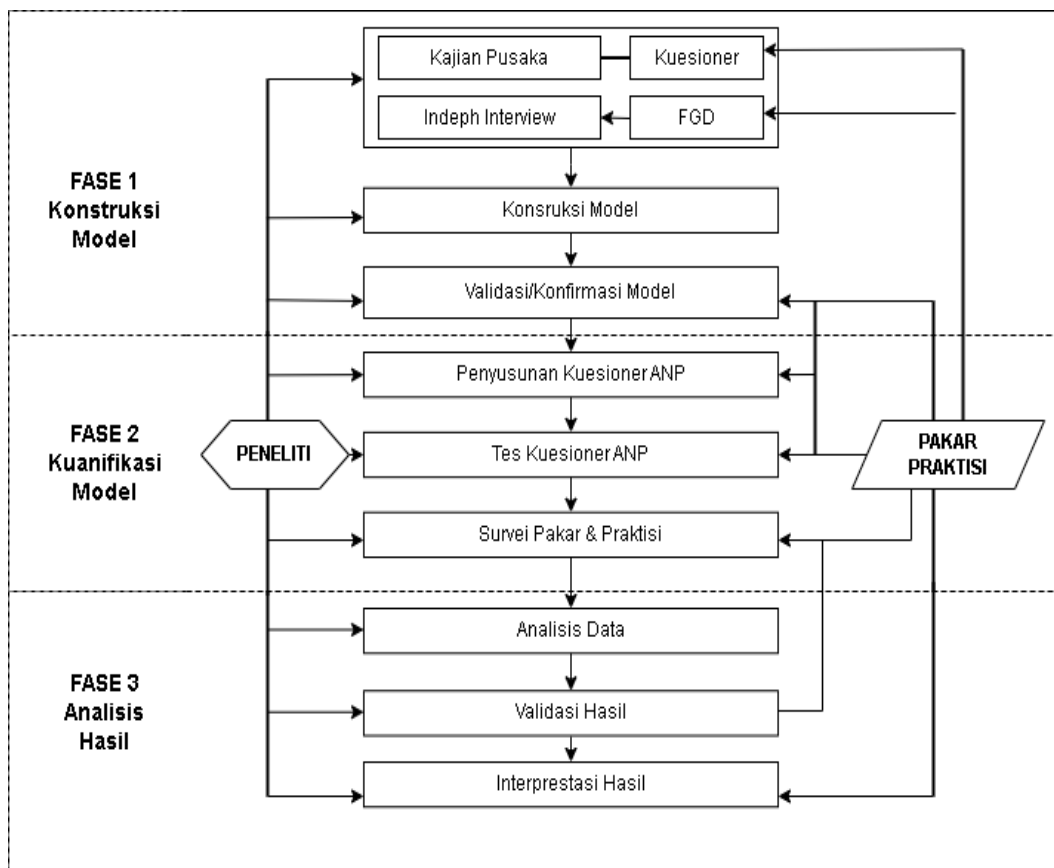 Kajian Pusaka
Kuesioner
Indeph Interview
FGD
FASE 1
Konstruksi
Model
Konsruksi Model
Validasi/Konfirmasi Model
FASE 2
Kuanifikasi
Model
Penyusunan Kuesioner ANP
PENELITI
Tes Kuesioner ANP
PAKAR
PRAKTISI
Survei Pakar & Praktisi
FASE 3
Analisis
Hasil
Analisis Data
Validasi Hasil
Interprestasi Hasil